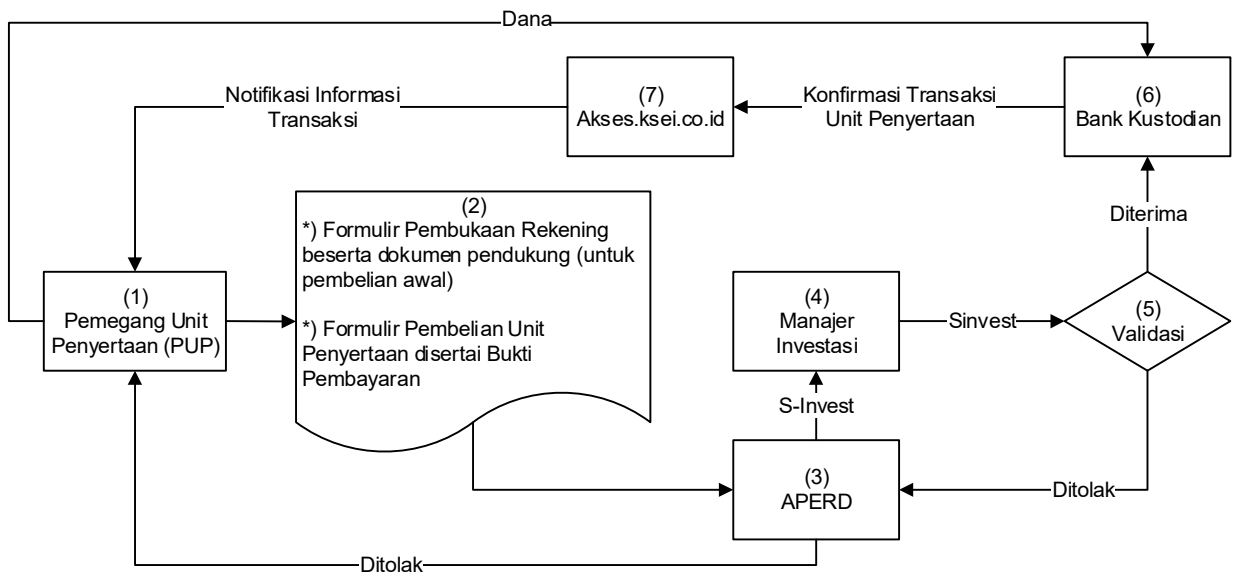 Dana
Notifikasi Informasi
Transaksi
(7)
Akses.ksei.co.id
Konfirmasi Transaksi
Unit Penyertaan
(6)
Bank Kustodian
(2)
*) Formulir Pembukaan Rekening
beserta dokumen pendukung (untuk
pembelian awal)
*) Formulir Pembelian Unit
Penyertaan disertai Bukti
Pembayaran
Diterima
(1)
Pemegang Unit
Penyertaan (PUP)
(4)
Manajer
Investasi
Sinvest
(5)
Validasi
S-Invest
(3)
APERD
Ditolak
Ditolak